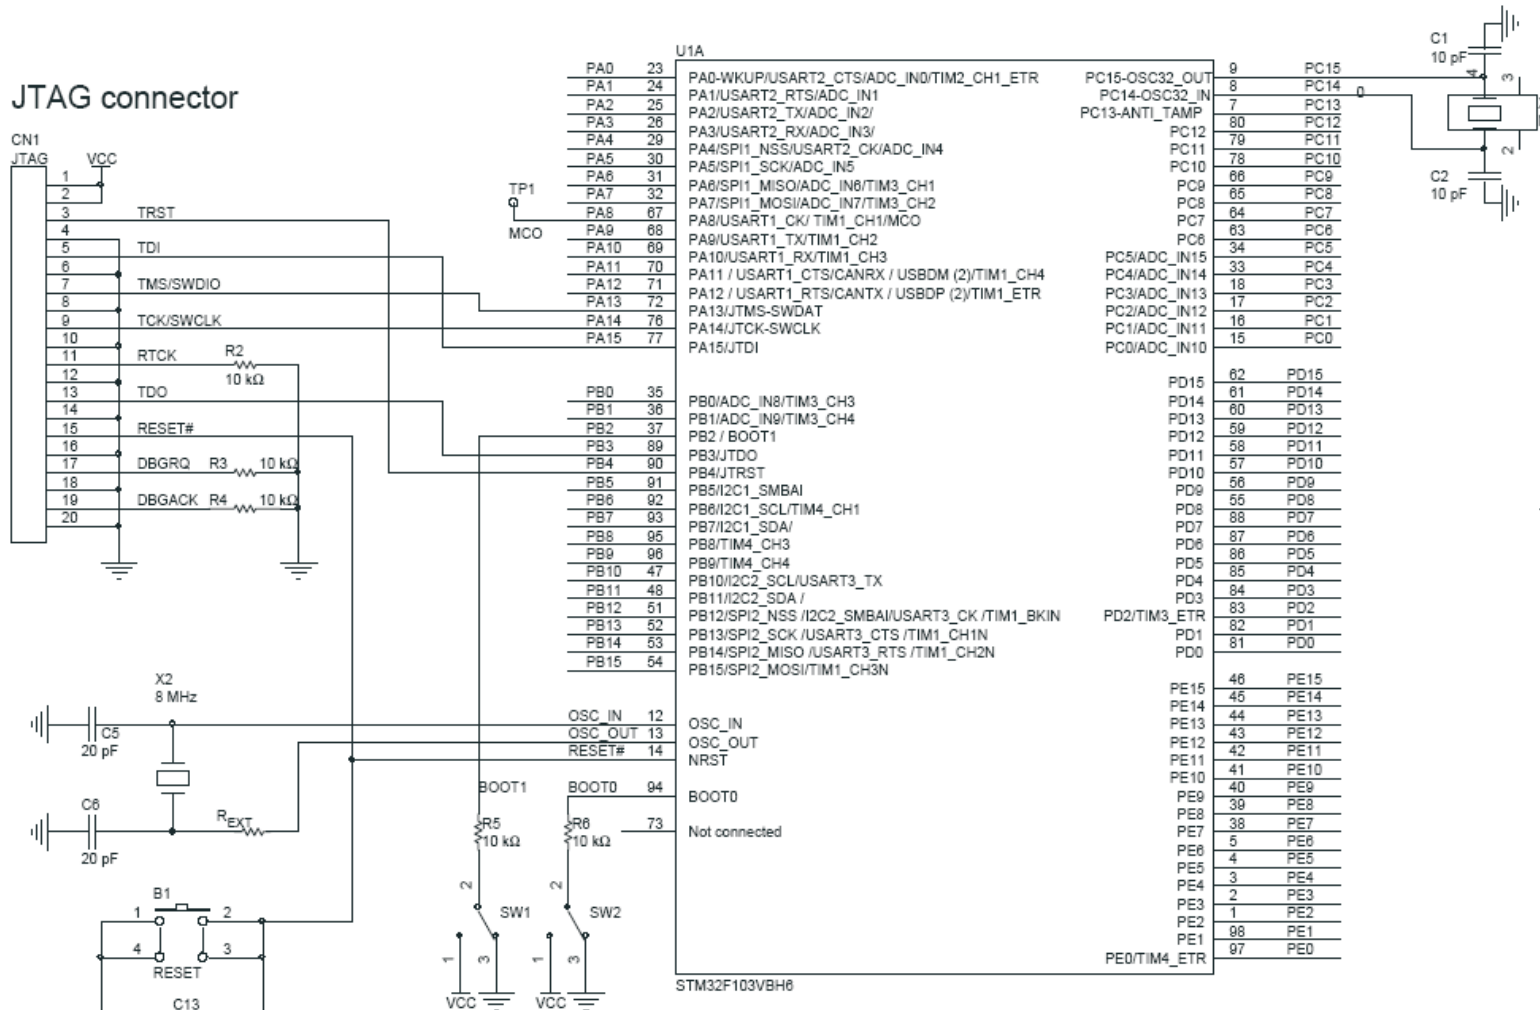 JTAG connector
CN1
JTAG
VCC
1
2
3 TRST
4
5 TDI
6
7 TMS/SWDIO
8
9 TCK/SWCLK
10
11 RTCK R2
10 kΩ
12
13 TDO
14
15 RESET#
16
17 DBGRQ R3 10 kΩ
18
19 DBGACK R4 10 kΩ
20
X2
8 MHz
C5
20 pF
C6
20 pF
REXT
B1
1 2
4 3
RESET
C13
TP1
MCO
BOOT1
R5
10 kΩ
2
SW1
1 3
VCC
BOOT0
R6
10 kΩ
2
SW2
1 3
VCC
U1A
PA0 23 PA0-WKUP/USART2_CTS/ADC_IN0/TIM2_CH1_ETR
PA1 24 PA1/USART2_RTS/ADC_IN1
PA2 25 PA2/USART2_TX/ADC_IN2/
PA3 26 PA3/USART2_RX/ADC_IN3/
PA4 29 PA4/SPI1_NSS/USART2_CK/ADC_IN4
PA5 30 PA5/SPI1_SCK/ADC_IN5
PA6 31 PA6/SPI1_MISO/ADC_IN6/TIM3_CH1
PA7 32 PA7/SPI1_MOSI/ADC_IN7/TIM3_CH2
PA8 67 PA8/USART1_CK/ TIM1_CH1/MCO
PA9 68 PA9/USART1_TX/TIM1_CH2
PA10 69 PA10/USART1_RX/TIM1_CH3
PA11 70 PA11 / USART1_CTS/CANRX / USBDM (2)/TIM1_CH4
PA12 71 PA12 / USART1_RTS/CANTX / USBDP (2)/TIM1_ETR
PA13 72 PA13/JTMS-SWDAT
PA14 76 PA14/JTCK-SWCLK
PA15 77 PA15/JTDI
PB0 35 PB0/ADC_IN8/TIM3_CH3
PB1 36 PB1/ADC_IN9/TIM3_CH4
PB2 37 PB2 / BOOT1
PB3 89 PB3/JTDO
PB4 90 PB4/JTRST
PB5 91 PB5/I2C1_SMBAI
PB6 92 PB6/I2C1_SCL/TIM4_CH1
PB7 93 PB7/I2C1_SDA/
PB8 95 PB8/TIM4_CH3
PB9 96 PB9/TIM4_CH4
PB10 47 PB10/I2C2_SCL/USART3_TX
PB11 48 PB11/I2C2_SDA /
PB12 51 PB12/SPI2_NSS /I2C2_SMBAI/USART3_CK /TIM1_BKIN
PB13 52 PB13/SPI2_SCK /USART3_CTS /TIM1_CH1N
PB14 53 PB14/SPI2_MISO /USART3_RTS /TIM1_CH2N
PB15 54 PB15/SPI2_MOSI/TIM1_CH3N
OSC_IN 12 OSC_IN
OSC_OUT 13 OSC_OUT
RESET# 14 NRST
94 BOOT0
73 Not connected
PC15-OSC32_OUT 9 PC15
PC14-OSC32_IN 8 PC14 0
PC13-ANTI_TAMP 7 PC13
PC12 80 PC12
PC11 79 PC11
PC10 78 PC10
PC9 66 PC9
PC8 65 PC8
PC7 64 PC7
PC6 63 PC6
PC5/ADC_IN15 34 PC5
PC4/ADC_IN14 33 PC4
PC3/ADC_IN13 18 PC3
PC2/ADC_IN12 17 PC2
PC1/ADC_IN11 16 PC1
PC0/ADC_IN10 15 PC0
PD15 62 PD15
PD14 61 PD14
PD13 60 PD13
PD12 59 PD12
PD11 58 PD11
PD10 57 PD10
PD9 56 PD9
PD8 55 PD8
PD7 88 PD7
PD6 87 PD6
PD5 86 PD5
PD4 85 PD4
PD3 84 PD3
PD2/TIM3_ETR 83 PD2
PD1 82 PD1
PD0 81 PD0
PE15 46 PE15
PE14 45 PE14
PE13 44 PE13
PE12 43 PE12
PE11 42 PE11
PE10 41 PE10
PE9 40 PE9
PE8 39 PE8
PE7 38 PE7
PE6 5 PE6
PE5 4 PE5
PE4 3 PE4
PE3 2 PE3
PE2 1 PE2
PE1 98 PE1
PE0/TIM4_ETR 97 PE0
STM32F103VBH6
C1
10 pF
4 3
2
C2
10 pF